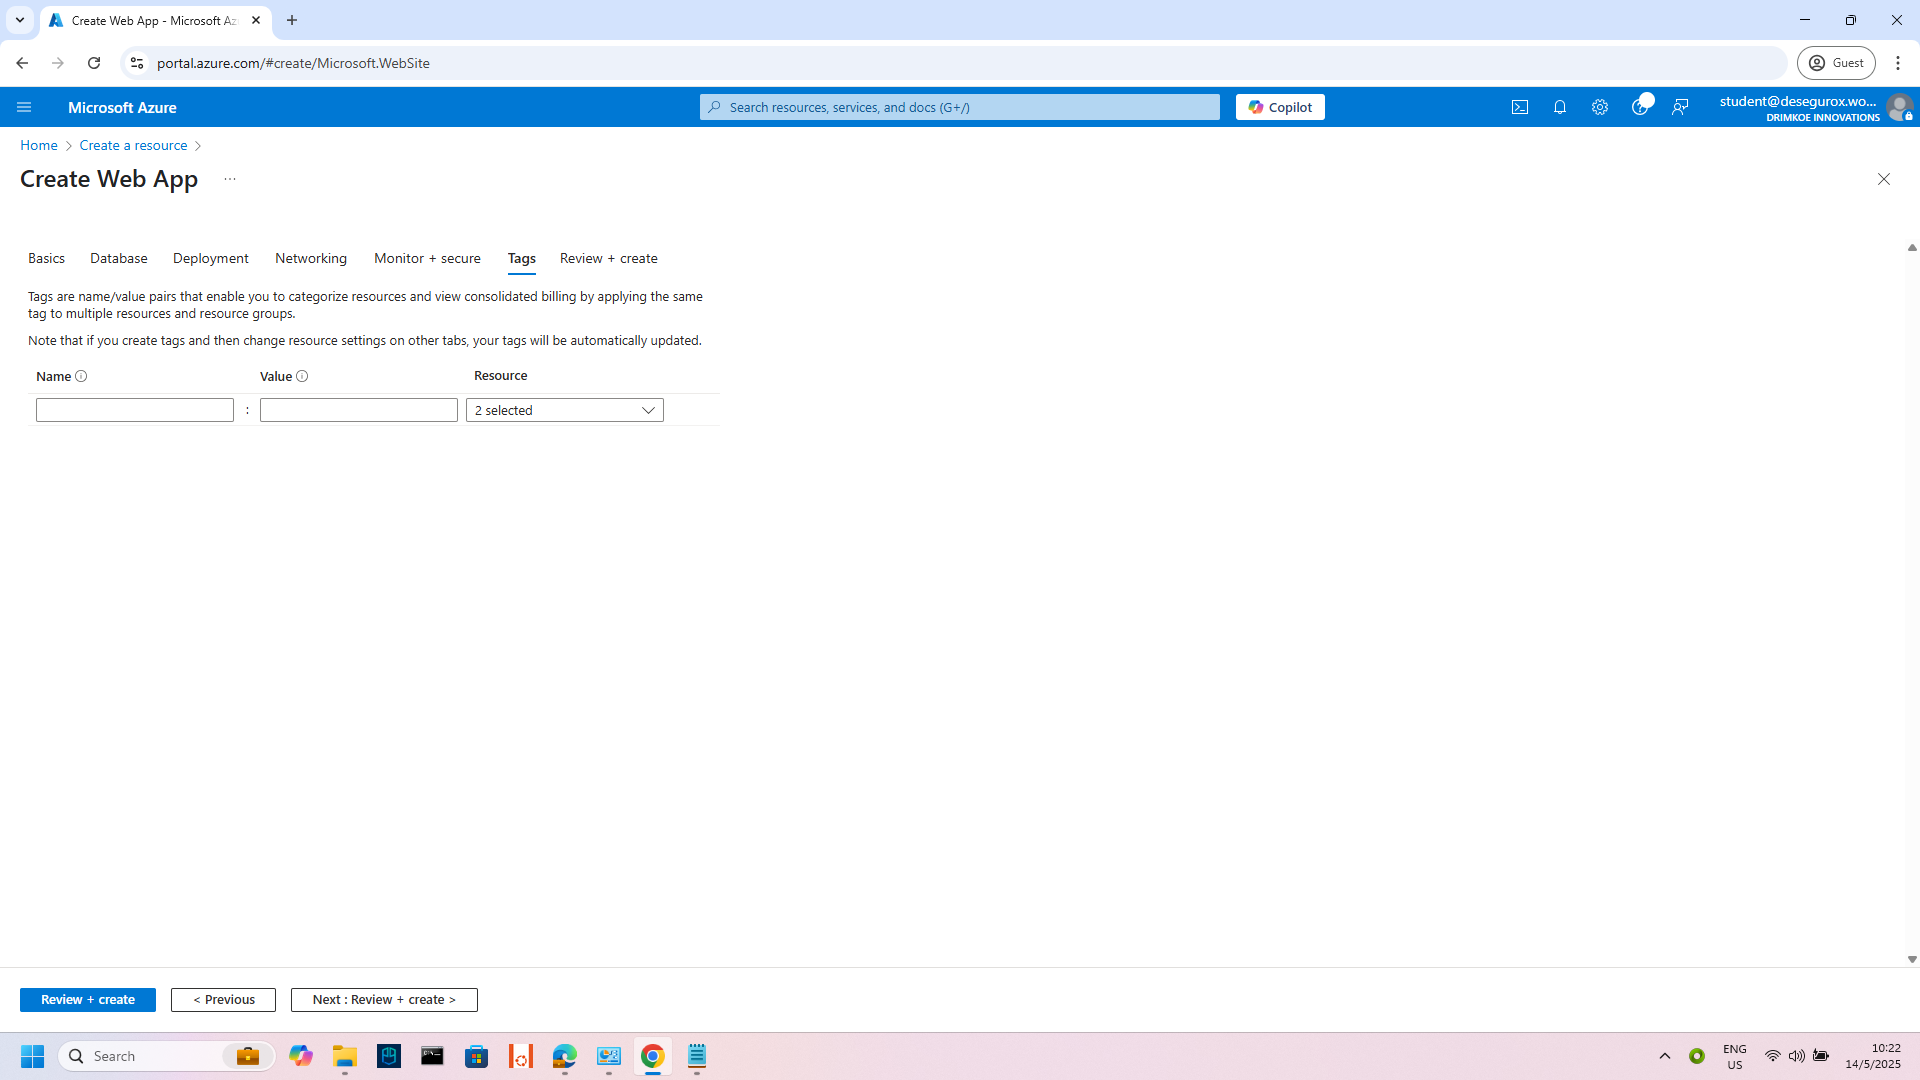 Create Web App - Microsoft Az
portal.azure.com/#create/Microsoft.WebSite
Guest
Microsoft Azure
Search resources, services, and docs (G+/)
Copilot
student@desegurox.wo...
DRIMKOE INNOVATIONS
Home
Create a resource
Create Web App
Basics
Database
Deployment
Networking
Monitor + secure
Tags
Review + create
Tags are name/value pairs that enable you to categorize resources and view consolidated billing by applying the same
tag to multiple resources and resource groups.
Note that if you create tags and then change resource settings on other tabs, your tags will be automatically updated.
Name
Value
Resource
:
2 selected
Review + create
< Previous
Next : Review + create >
Search
ENG
US
10:22
14/5/2025